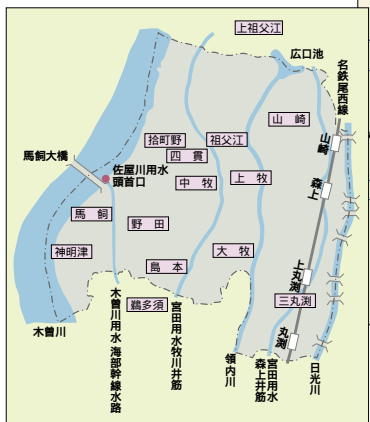 上祖父江
広口池
名鉄尾西線
山崎
山崎
拾町野
祖父江
四貫
馬飼大橋
佐屋川用水
頭首口
中牧
上牧
森上
馬飼
野田
神明津
大牧
島本
上丸渕
鵜多須
三丸渕
木曽川
木曽川用水 海部幹線水路
宮田用水牧川井筋
領内川
宮田用水
森上井筋
丸渕
日光川